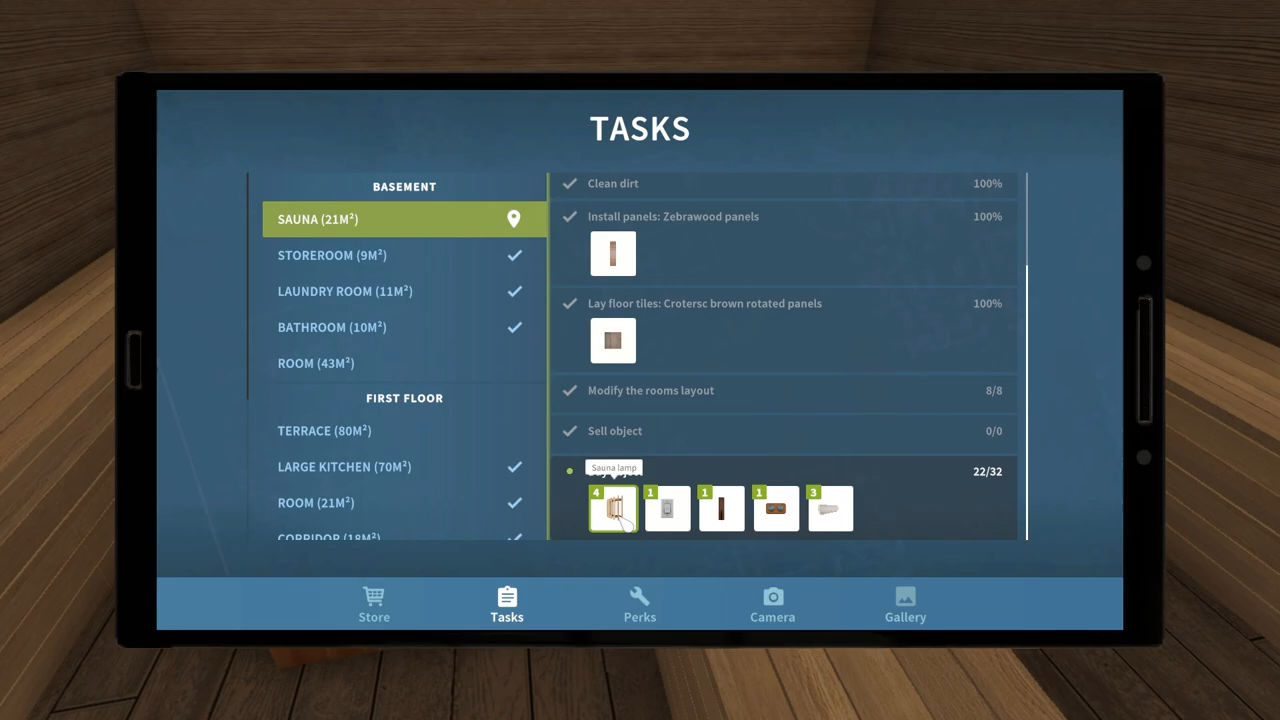 TASKS
BASEMENT
SAUNA (21M²)
STOREROOM (9M²)
LAUNDRY ROOM (11M²)
BATHROOM (10M²)
ROOM (43M²)
FIRST FLOOR
TERRACE (80M²)
LARGE KITCHEN (70M²)
ROOM (21M²)
CORRIDOR (18M²)
Clean dirt 100%
Install panels: Zebrawood panels 100%
Lay floor tiles: Crotersc brown rotated panels 100%
Modify the rooms layout 8/8
Sell object 0/0
Sauna lamp
22/32
4 1 1 1 3
Store Tasks Perks Camera Gallery